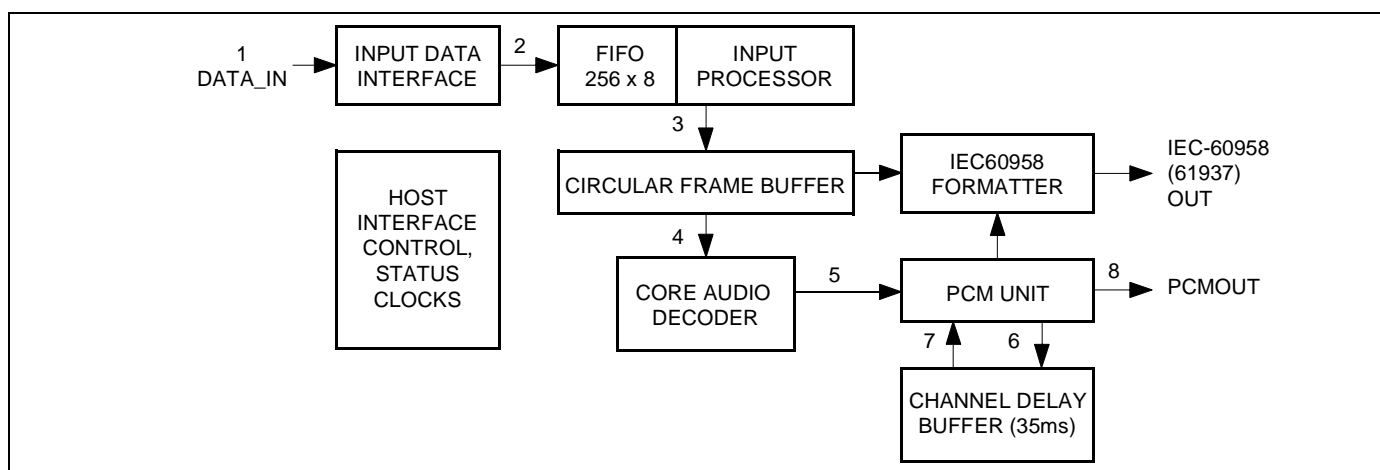 1
DATA_IN
INPUT DATA
INTERFACE
2
FIFO
256 x 8
INPUT
PROCESSOR
3
HOST
INTERFACE
CONTROL,
STATUS
CLOCKS
CIRCULAR FRAME BUFFER
IEC60958
FORMATTER
IEC-60958
(61937)
OUT
4
CORE AUDIO
DECODER
5
PCM UNIT
8
PCMOUT
7
6
CHANNEL DELAY
BUFFER (35ms)